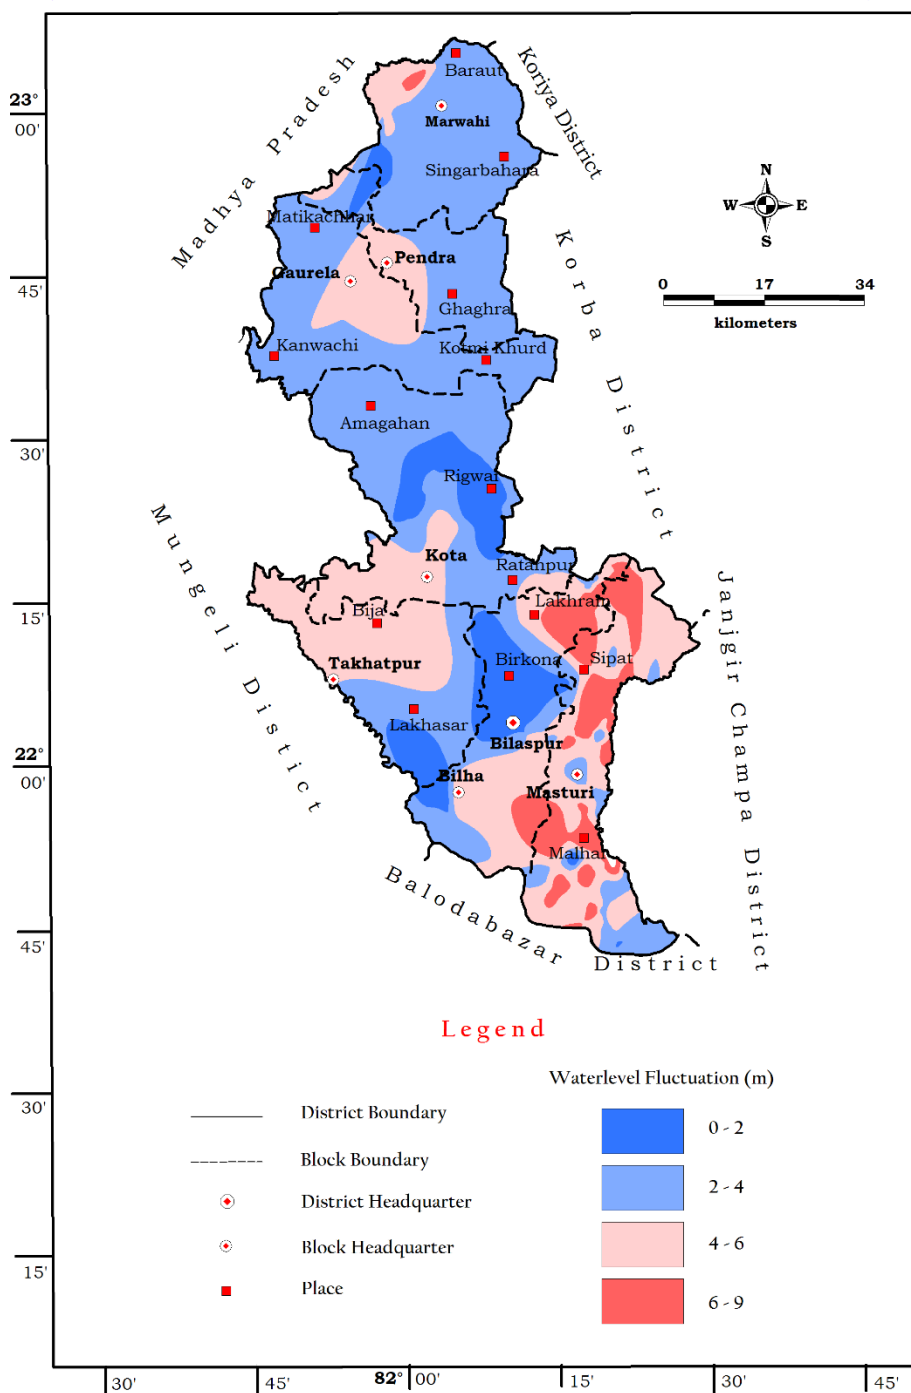 Madhya Pradesh
Koriya District
Korba District
Janjgir Champa District
Mungeli District
Balodabazar District
23°
00'
45'
30'
15'
22°
00'
45'
30'
15'
Baraut
Marwahi
Singarbahara
Matikachhar
Pendra
Gaurela
Ghaghra
Kanwachi
Kotmi Khurd
Amagahan
Rigwar
Kota
Ratanpur
Lakhram
Bija
Birkona
Sipat
Takhatpur
Lakhasar
Bilaspur
Bilha
Masturi
Malhar
N
W
E
S
0
17
34
kilometers
Legend
District Boundary
Block Boundary
District Headquarter
Block Headquarter
Place
Waterlevel Fluctuation (m)
0 - 2
2 - 4
4 - 6
6 - 9
30'
45'
82° 00'
15'
30'
45'